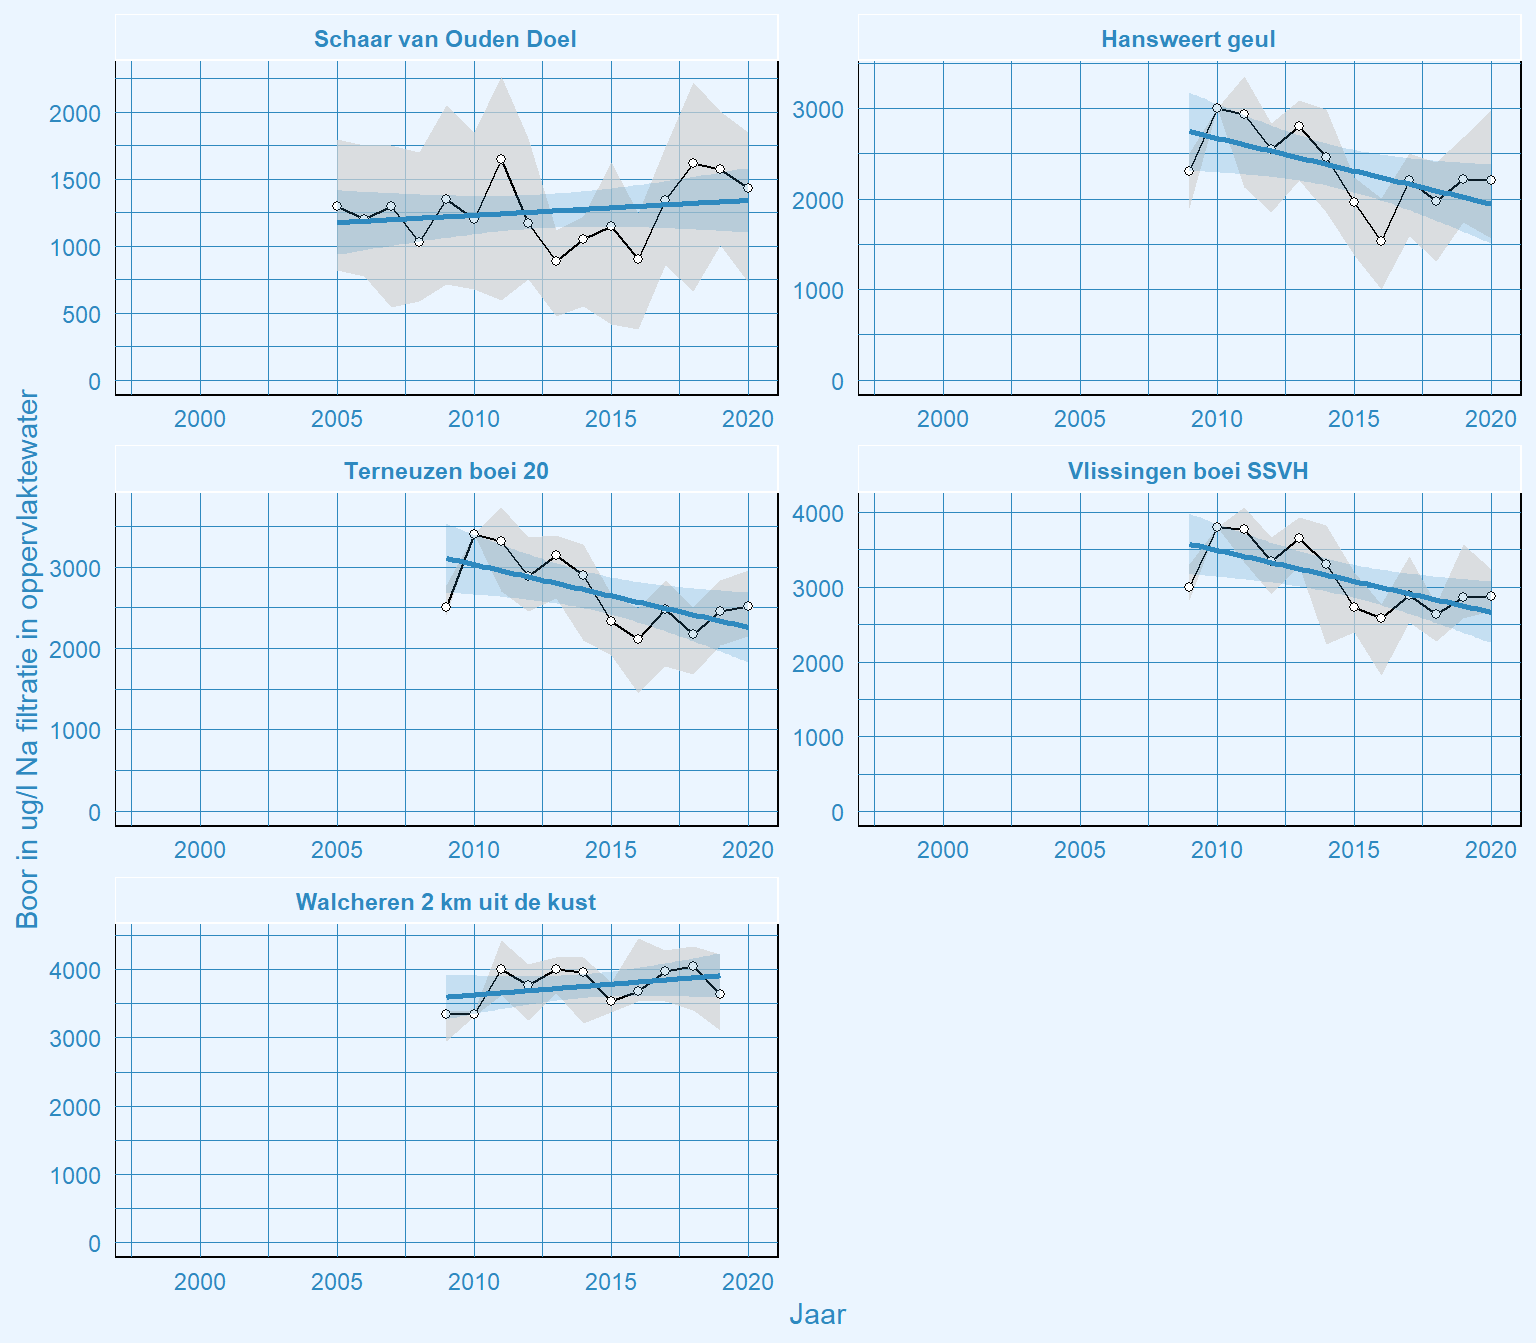 Boor in ug/l Na filtratie in oppervlaktewater
Schaar van Ouden Doel
2000
1500
1000
500
0
2000 2005 2010 2015 2020
Hansweert geul
3000
2000
1000
0
2000 2005 2010 2015 2020
Terneuzen boei 20
3000
2000
1000
0
2000 2005 2010 2015 2020
Vlissingen boei SSVH
4000
3000
2000
1000
0
2000 2005 2010 2015 2020
Walcheren 2 km uit de kust
4000
3000
2000
1000
0
2000 2005 2010 2015 2020
Jaar